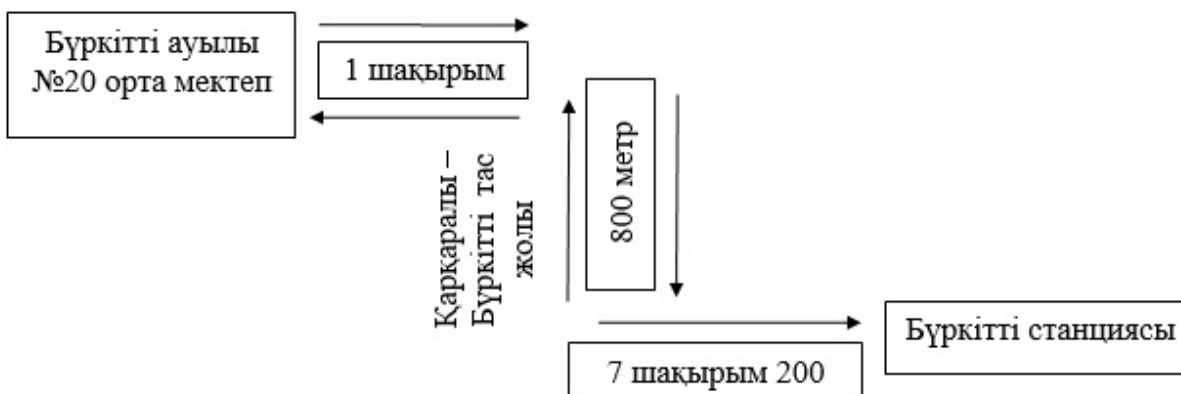 Бүркітті ауылы
№20 орта мектеп
1 шақырым
800 метр
Қарқаралы –
Бүркітті тас
жолы
Бүркітті станциясы
7 шақырым 200